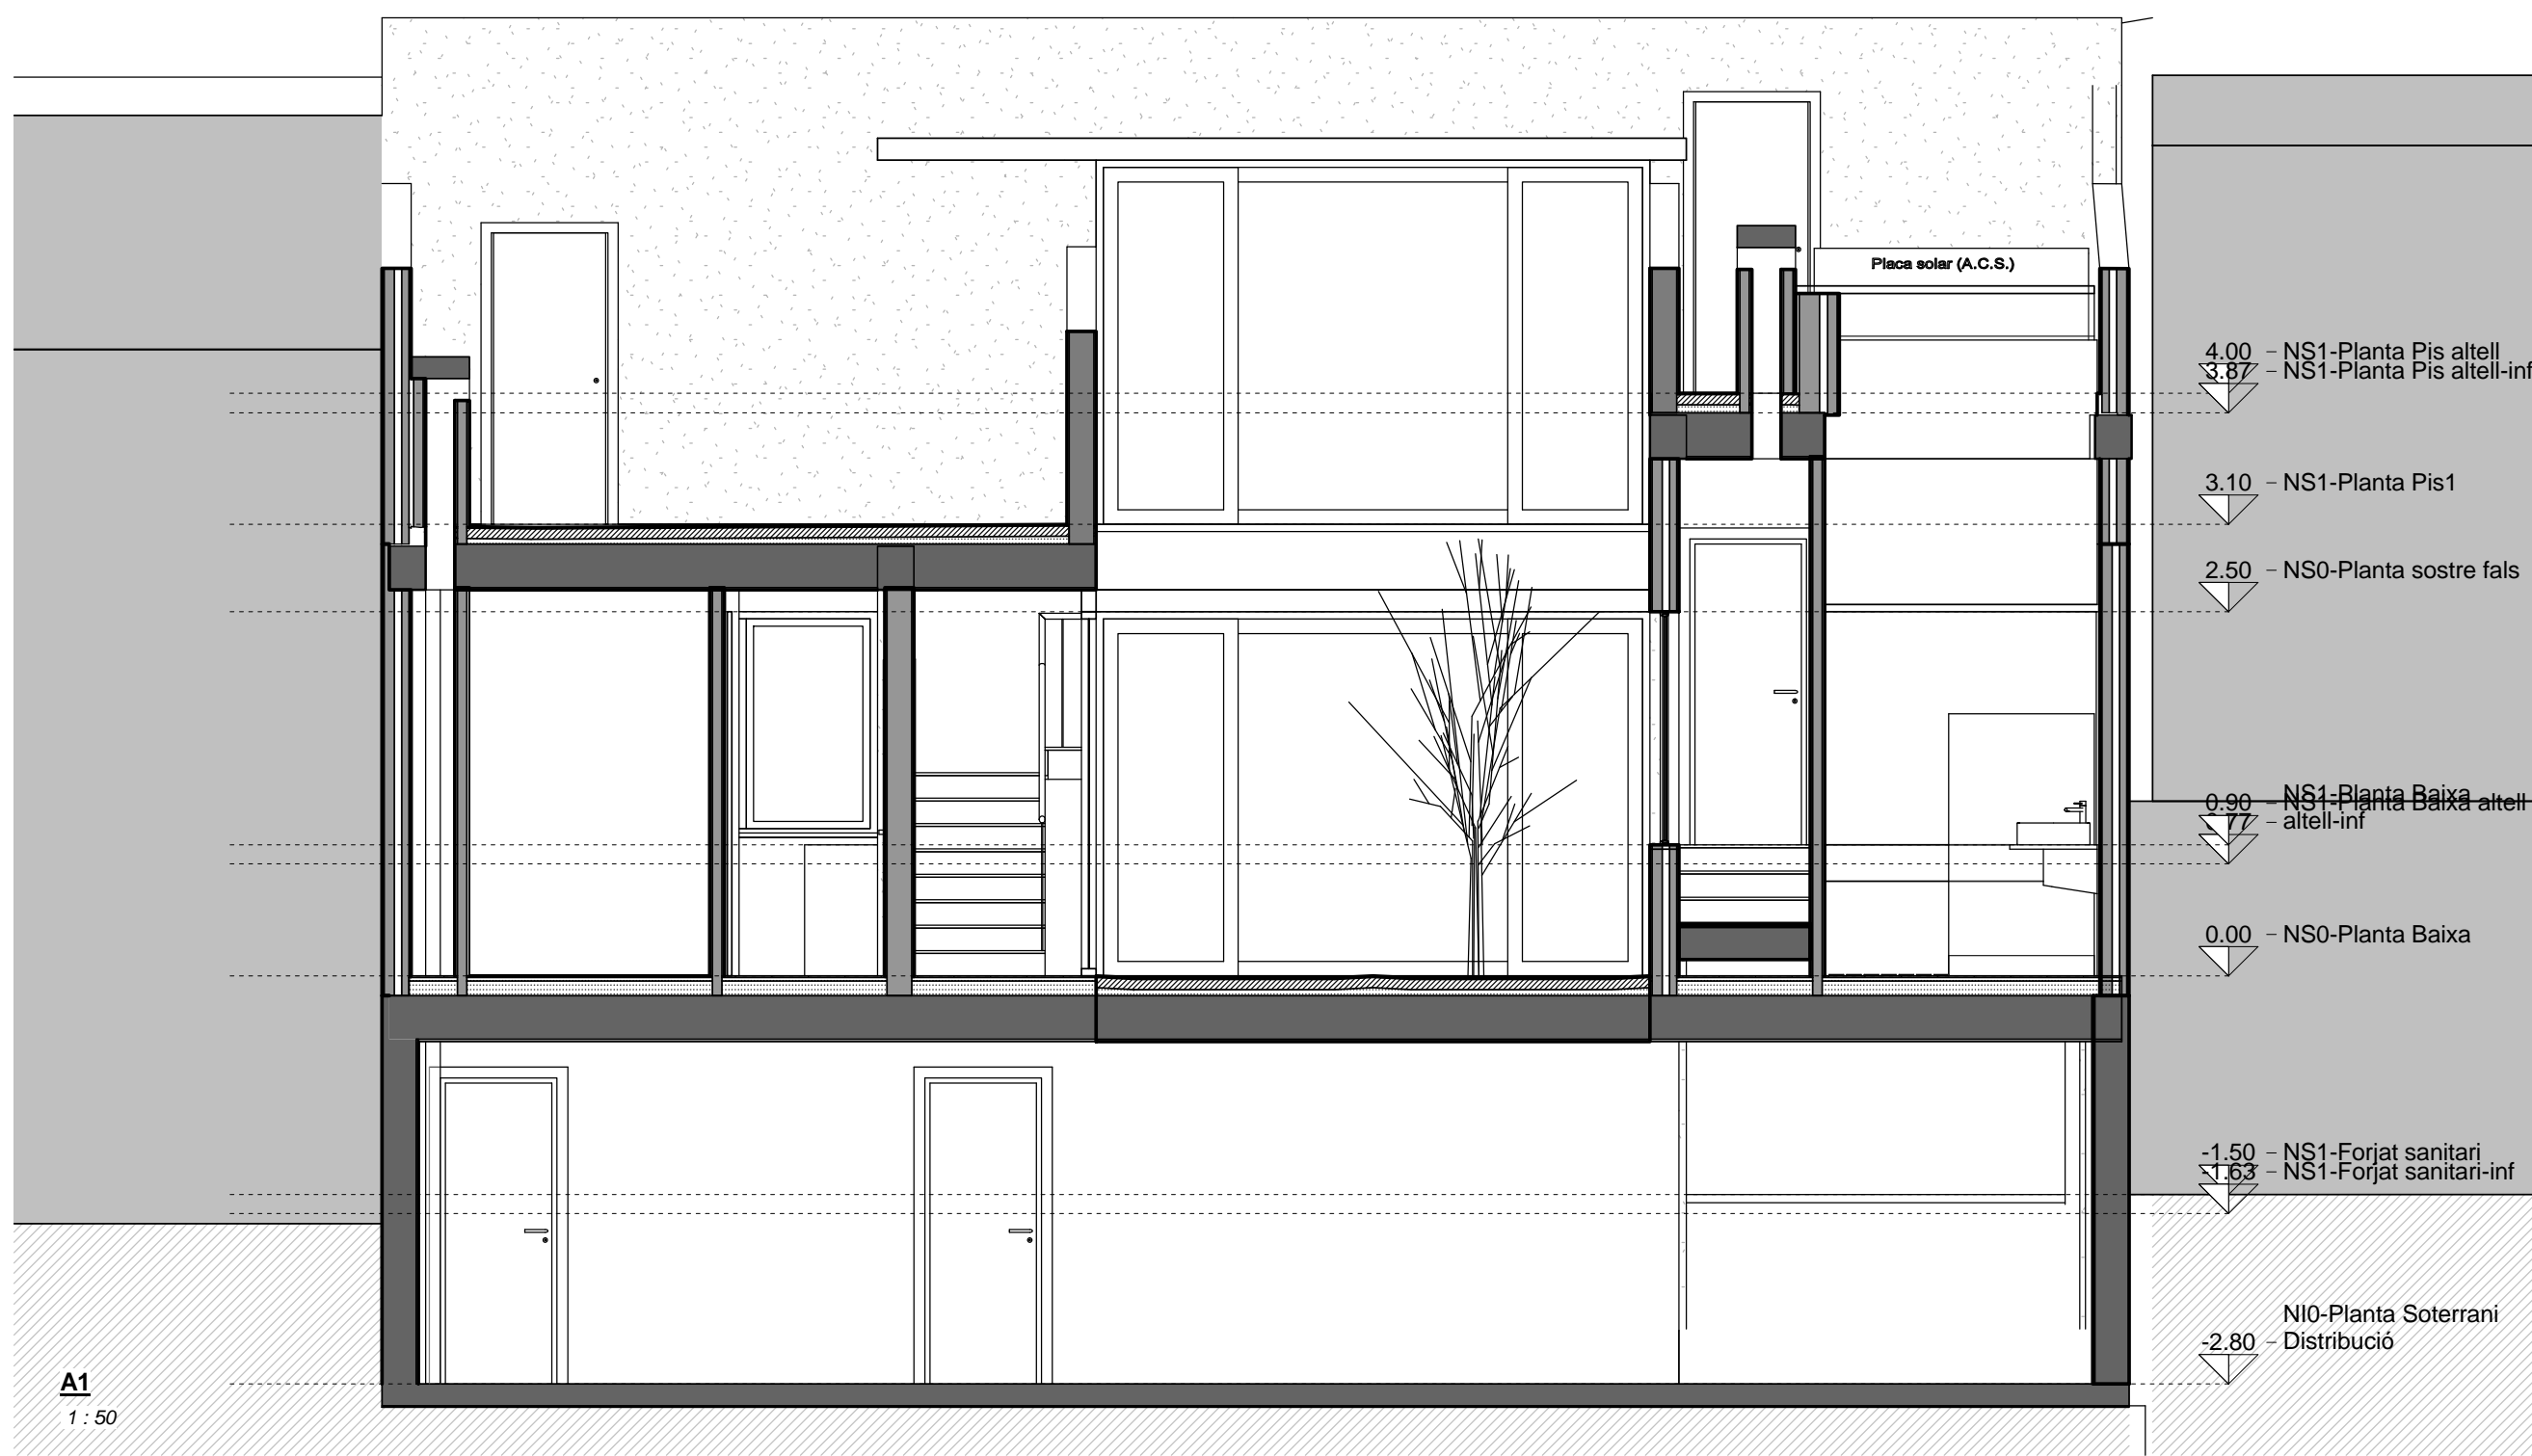 Placa solar (A.C.S.)
4.00 – NS1-Planta Pis altell
3.87 – NS1-Planta Pis altell-inf
3.10 – NS1-Planta Pis1
2.50 – NS0-Planta sostre fals
NS1-Planta Baixa
0.90 – NS1-Planta Baixa altell
0.77 – altell-inf
0.00 – NS0-Planta Baixa
-1.50 – NS1-Forjat sanitari
-1.63 – NS1-Forjat sanitari-inf
NI0-Planta Soterrani
-2.80 – Distribució
A1
1 : 50